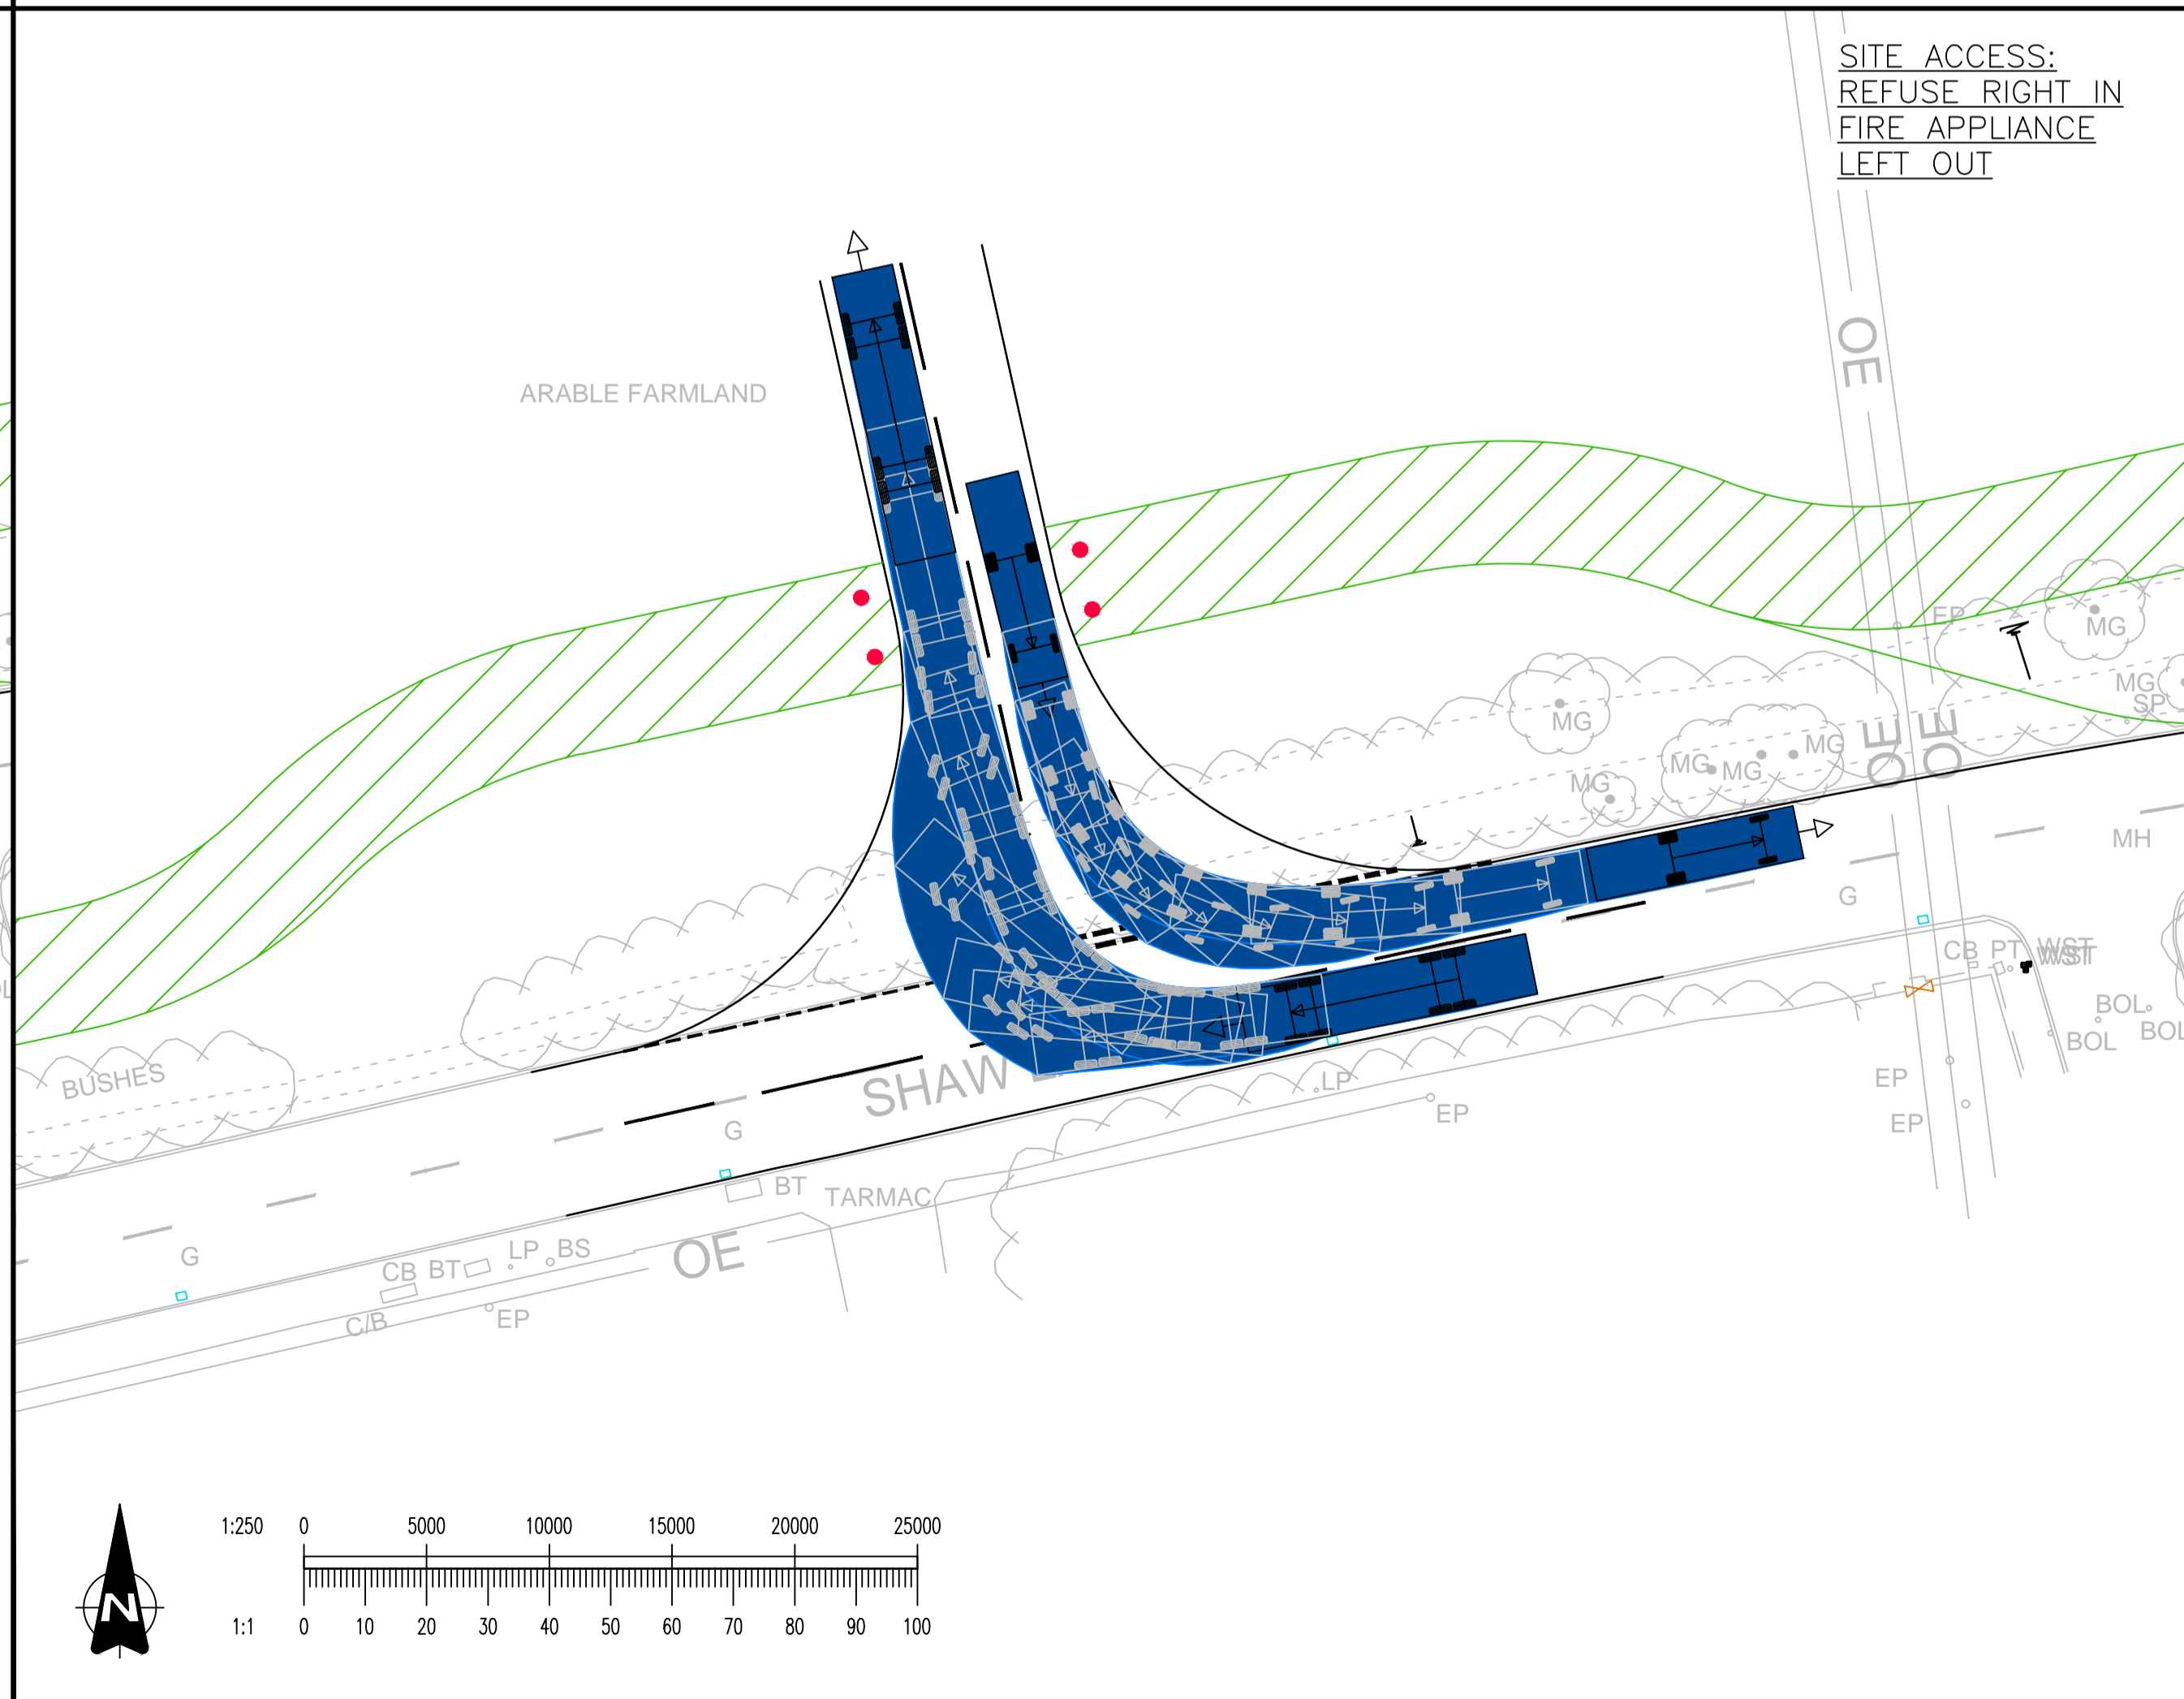 SITE ACCESS:
REFUSE RIGHT IN
FIRE APPLIANCE
LEFT OUT
OE
ARABLE FARMLAND
EP
MG
MG
SP
MG
MG
MG
MG
MG
OE
OE
MH
G
CB
PT
WST
WST
BOL
BOL
BOL
EP
EP
BUSHES
SHAW
LP
EP
G
BT
TARMAC
OE
G
CB
BT
LP
BS
C/B
EP
N
1:250 0 5000 10000 15000 20000 25000
1:1 0 10 20 30 40 50 60 70 80 90 100